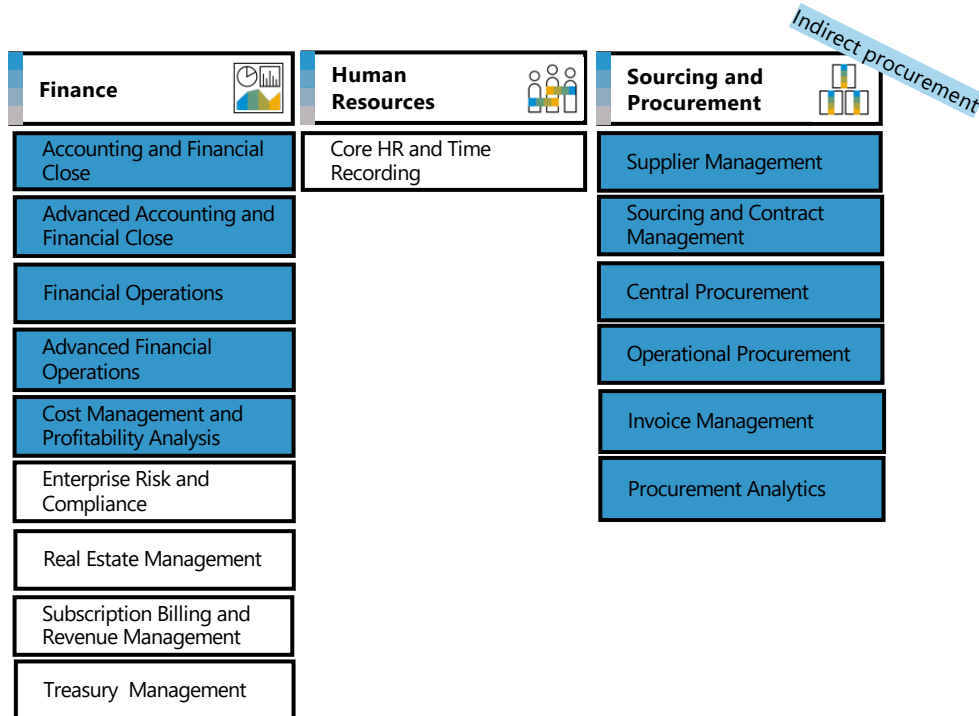 Indirect procurement
Finance
Accounting and Financial
Close
Advanced Accounting and
Financial Close
Financial Operations
Advanced Financial
Operations
Cost Management and
Profitability Analysis
Enterprise Risk and
Compliance
Real Estate Management
Subscription Billing and
Revenue Management
Treasury Management
Human
Resources
Core HR and Time
Recording
Sourcing and
Procurement
Supplier Management
Sourcing and Contract
Management
Central Procurement
Operational Procurement
Invoice Management
Procurement Analytics